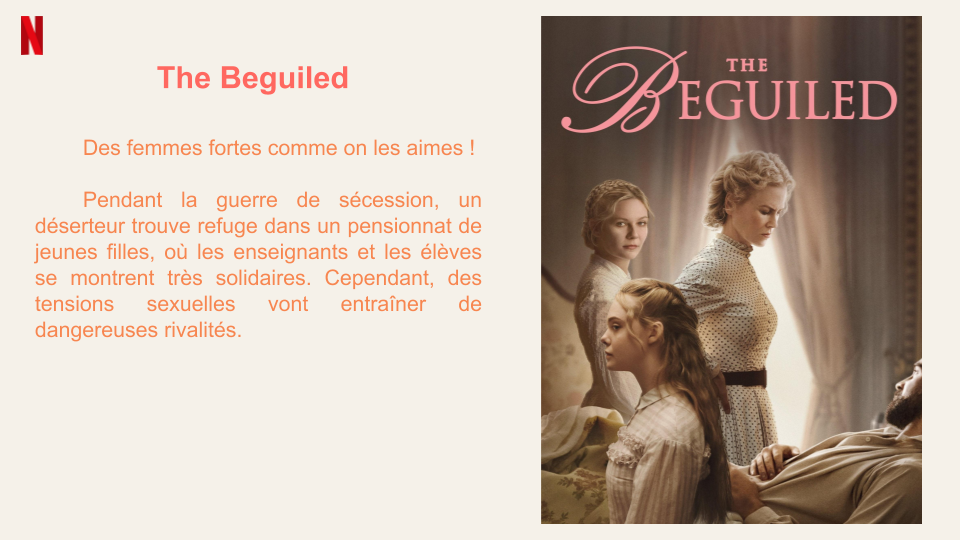 N
The Beguiled
Des femmes fortes comme on les aimes !
Pendant la guerre de sécession, un
déserteur trouve refuge dans un pensionnat de
jeunes filles, où les enseignants et les élèves
se montrent très solidaires. Cependant, des
tensions sexuelles vont entraîner de
dangereuses rivalités.
THE
BEGUILED